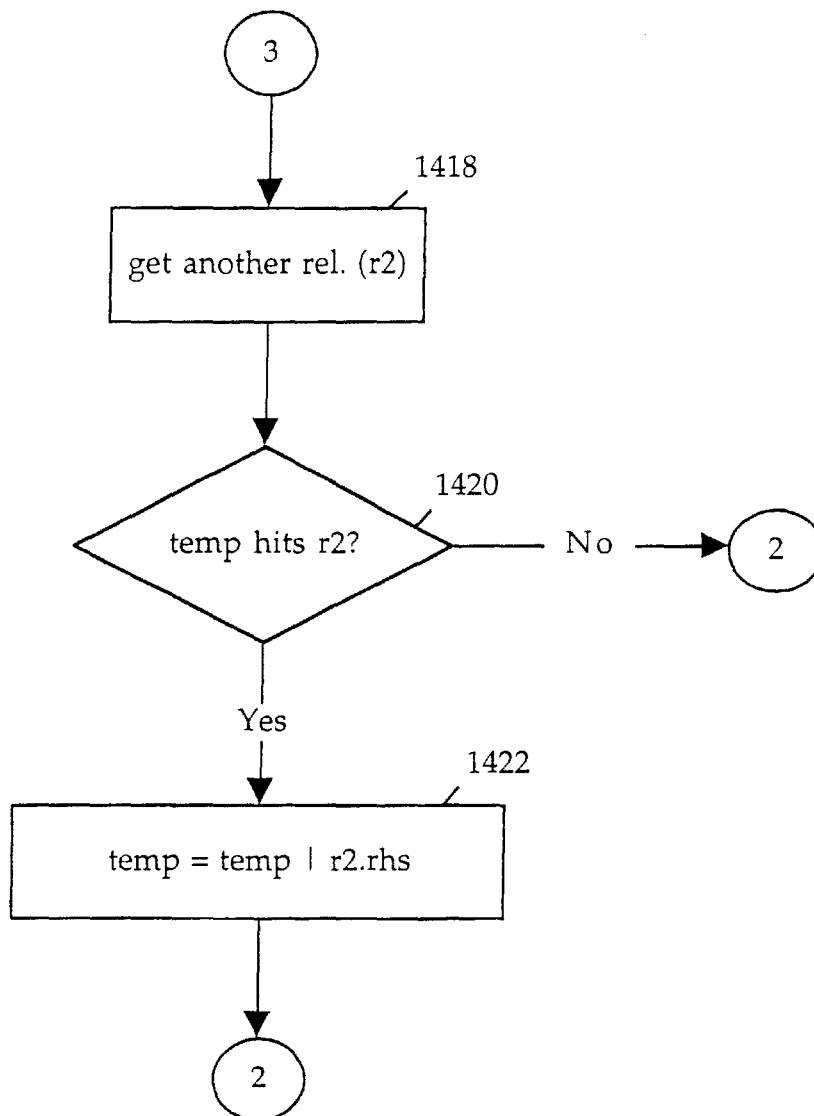 3
1418
get another rel. (r2)
1420
temp hits r2?
No
2
Yes
1422
temp = temp | r2.rhs
2